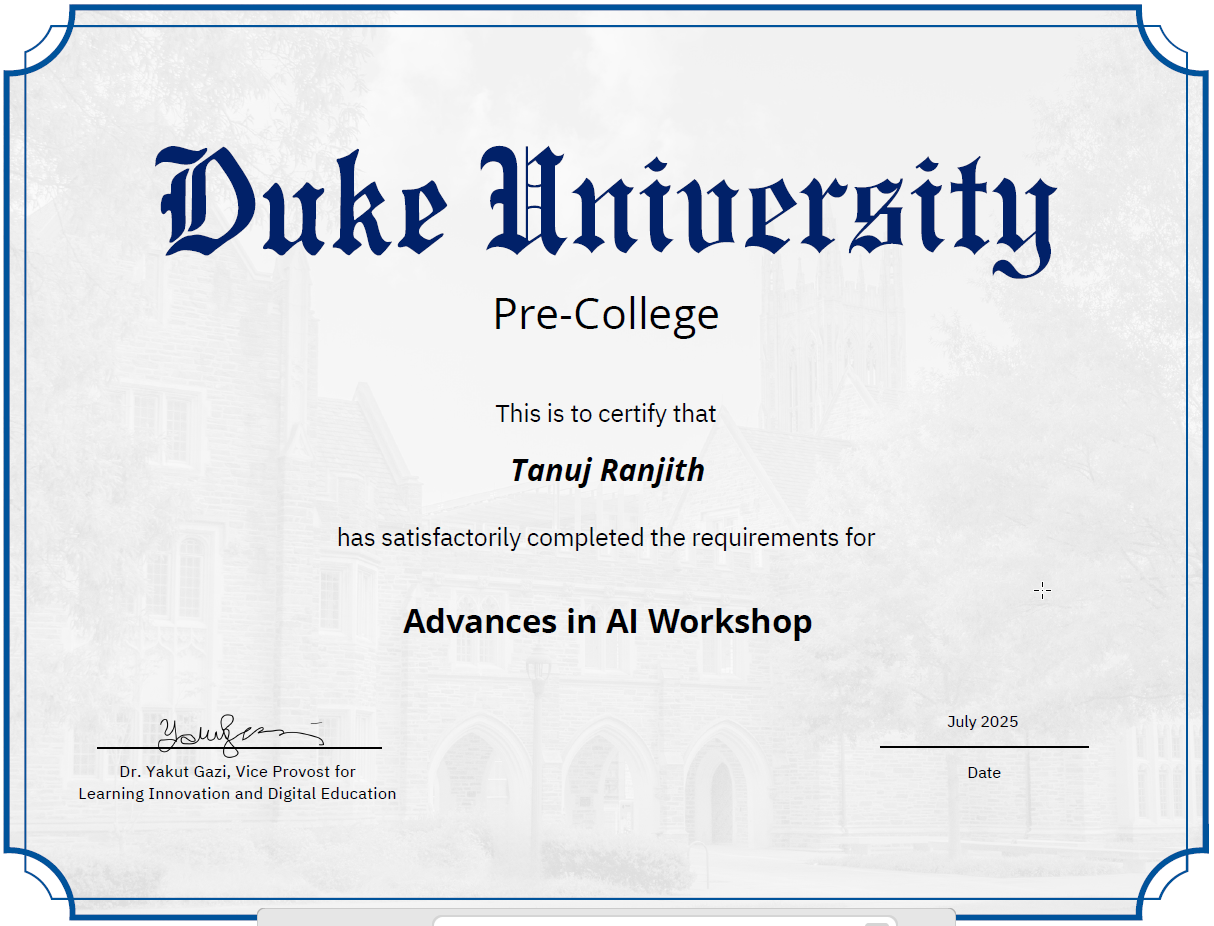 Duke University
Pre-College
This is to certify that
Tanuj Ranjith
has satisfactorily completed the requirements for
Advances in AI Workshop
July 2025
Dr. Yakut Gazi, Vice Provost for
Learning Innovation and Digital Education
Date